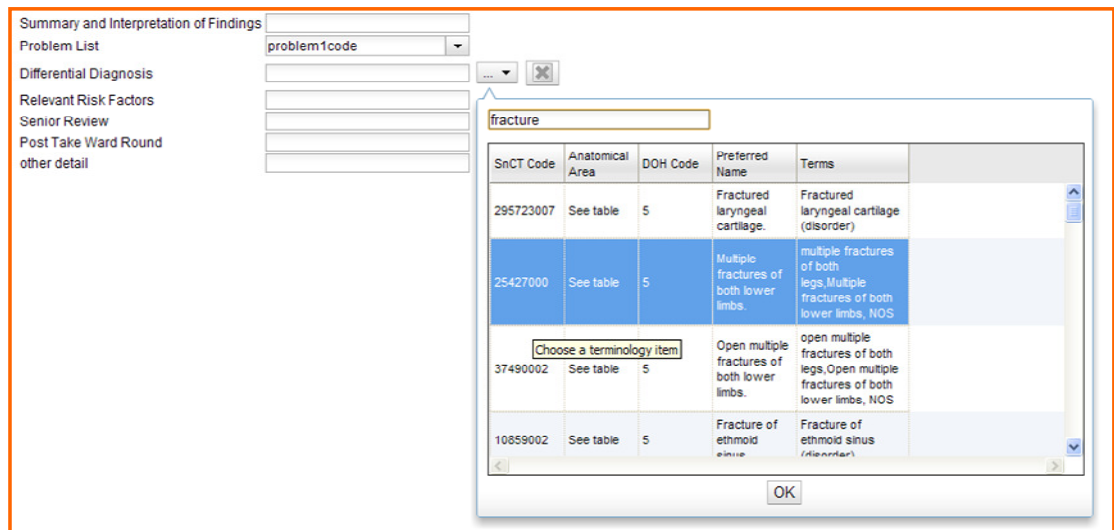 Summary and Interpretation of Findings
Problem List problem1code
Differential Diagnosis ...
Relevant Risk Factors
Senior Review
Post Take Ward Round
other detail
fracture
SnCT Code Anatomical Area DOH Code Preferred Name Terms
295723007 See table 5 Fractured laryngeal cartilage. Fractured laryngeal cartilage (disorder)
25427000 See table 5 Multiple fractures of both lower limbs. multiple fractures of both legs,Multiple fractures of both lower limbs, NOS
Choose a terminology item
37490002 See table 5 Open multiple fractures of both lower limbs. open multiple fractures of both legs,Open multiple fractures of both lower limbs, NOS
10859002 See table 5 Fracture of ethmoid sinus Fracture of ethmoid sinus (disorder)
OK